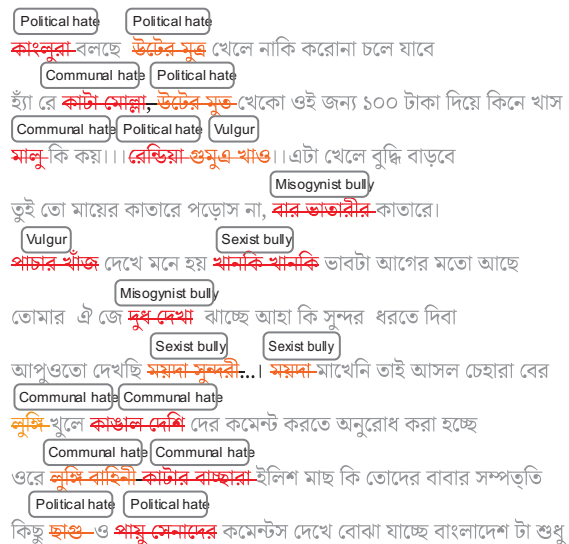 Political hate Political hate
কাংলুরা বলছে উটের মুত্র খেলে নাকি করোনা চলে যাবে
Communal hate Political hate
হ্যাঁ রে কাটা মোল্লা, উটের মুত খেকো ওই জন্য ১০০ টাকা দিয়ে কিনে খাস
Communal hate Political hate Vulgur
মালু কি কয়।।।রেন্ডিয়া গুমুএ খাও।।এটা খেলে বুদ্ধি বাড়বে
Misogynist bully
তুই তো মায়ের কাতারে পড়োস না, বার ভাতারীর কাতারে।
Vulgur Sexist bully
পাচার খাঁজ দেখে মনে হয় খানকি খানকি ভাবটা আগের মতো আছে
Misogynist bully
তোমার ঐ জে দুধ দেখা ঝাচ্ছে আহা কি সুন্দর ধরতে দিবা
Sexist bully Sexist bully
আপুওতো দেখছি ময়দা সুন্দরী...। ময়দা মাখেনি তাই আসল চেহারা বের
Communal hate Communal hate
লুঙ্গি খুলে কাঙাল দেশি দের কমেন্ট করতে অনুরোধ করা হচ্ছে
Communal hate Communal hate
ওরে লুঙ্গি বাহিনী কাটার বাচ্ছারা ইলিশ মাছ কি তোদের বাবার সম্পত্তি
Political hate Political hate
কিছু ছাগু ও পায়ু সেনাদের কমেন্টস দেখে বোঝা যাচ্ছে বাংলাদেশ টা শুধু